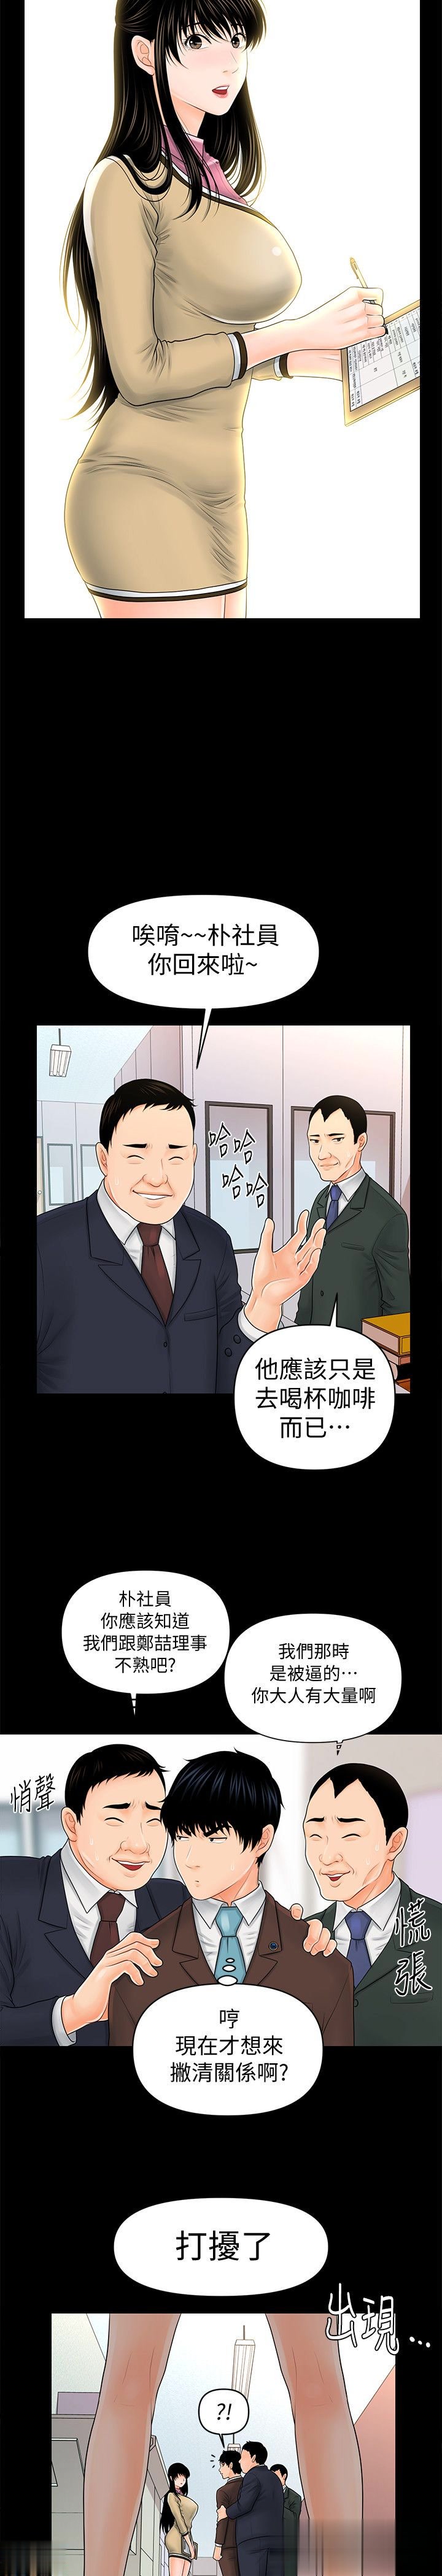 唉唷~~朴社員
你回來啦~
哈哈
哈哈
他應該只是
去喝杯咖啡
而已…
朴社員
你應該知道
我們跟鄭喆理事
不熟吧?
我們那時
是被逼的…
你大人有大量啊
悄聲
慌張
哼
現在才想來
撇清關係啊?
打擾了
出現…
?!